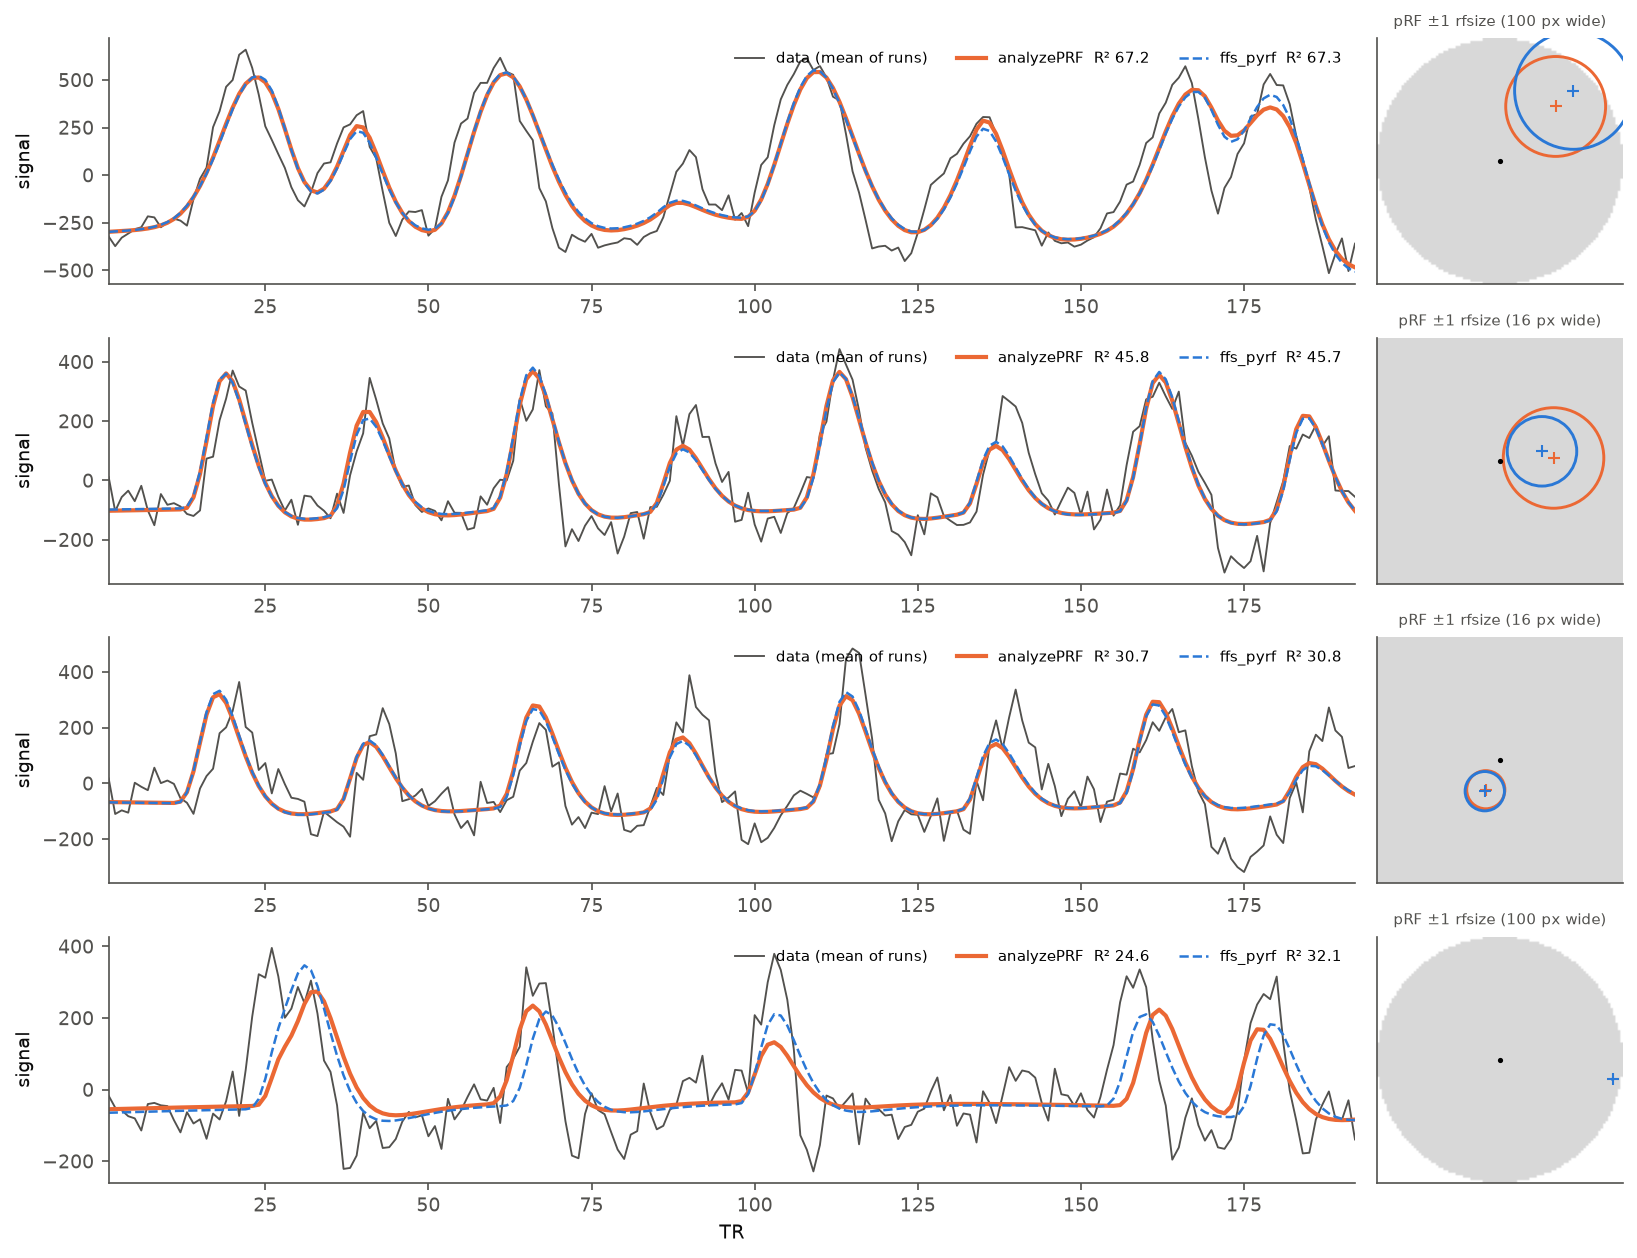 pRF ±1 rfsize (100 px wide)
data (mean of runs) analyzePRF R² 67.2 ffs_pyrf R² 67.3
500
250
0
−250
−500
signal
25 50 75 100 125 150 175
pRF ±1 rfsize (16 px wide)
data (mean of runs) analyzePRF R² 45.8 ffs_pyrf R² 45.7
400
200
0
−200
signal
25 50 75 100 125 150 175
pRF ±1 rfsize (16 px wide)
data (mean of runs) analyzePRF R² 30.7 ffs_pyrf R² 30.8
400
200
0
−200
signal
25 50 75 100 125 150 175
pRF ±1 rfsize (100 px wide)
data (mean of runs) analyzePRF R² 24.6 ffs_pyrf R² 32.1
400
200
0
−200
signal
25 50 75 100 125 150 175
TR